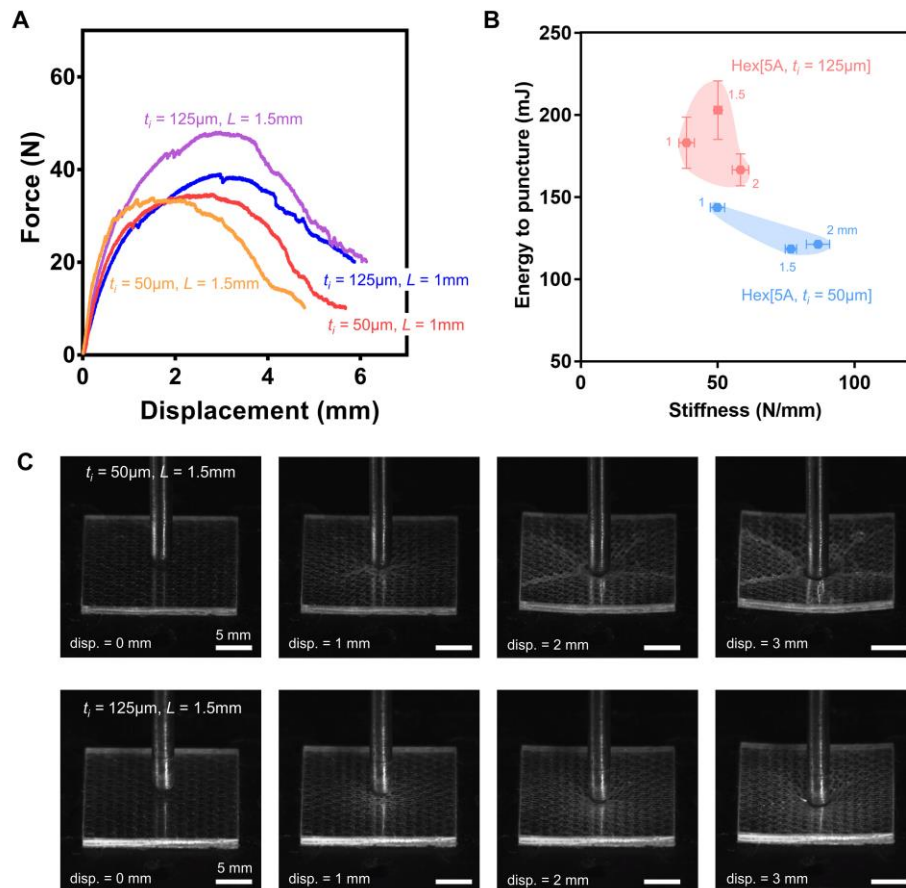 A
Force (N)
60
40
20
0
0 2 4 6
Displacement (mm)
tᵢ = 125μm, L = 1.5mm
tᵢ = 125μm, L = 1mm
tᵢ = 50μm, L = 1.5mm
tᵢ = 50μm, L = 1mm
B
Energy to puncture (mJ)
250
200
150
100
50
0 50 100
Stiffness (N/mm)
Hex[5A, tᵢ = 125μm]
1.5
1
2
1
2 mm
1.5
Hex[5A, tᵢ = 50μm]
C
tᵢ = 50μm, L = 1.5mm
disp. = 0 mm
5 mm
disp. = 1 mm
disp. = 2 mm
disp. = 3 mm
tᵢ = 125μm, L = 1.5mm
disp. = 0 mm
5 mm
disp. = 1 mm
disp. = 2 mm
disp. = 3 mm